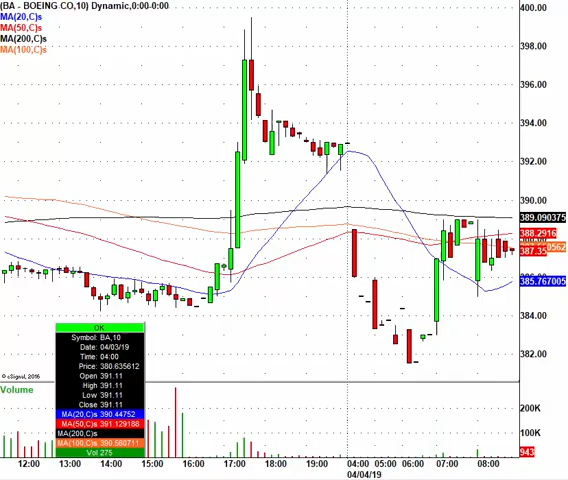 (BA - BOEING CO,10) Dynamic,0:00-0:00
MA(20,C)s
MA(50,C)s
MA(200,C)s
MA(100,C)s
400.00
398.00
396.00
394.00
392.00
389.090375
388.2916
0562
387.35
385.767005
384.00
382.00
OK
Symbol: BA,10
Date: 04/03/19
Time: 04:00
Price: 380.635612
Open 391.11
High 391.11
Low 391.11
Close 391.11
MA(20,C)s 390.44752
MA(50,C)s 391.129188
MA(200,C)s
MA(100,C)s 390.560711
Vol 275
© eSignal, 2016
Volume
200K
100K
943
12:00 13:00 14:00 15:00 16:00 17:00 18:00 19:00 04:00 05:00 06:00 07:00 08:00
04/04/19